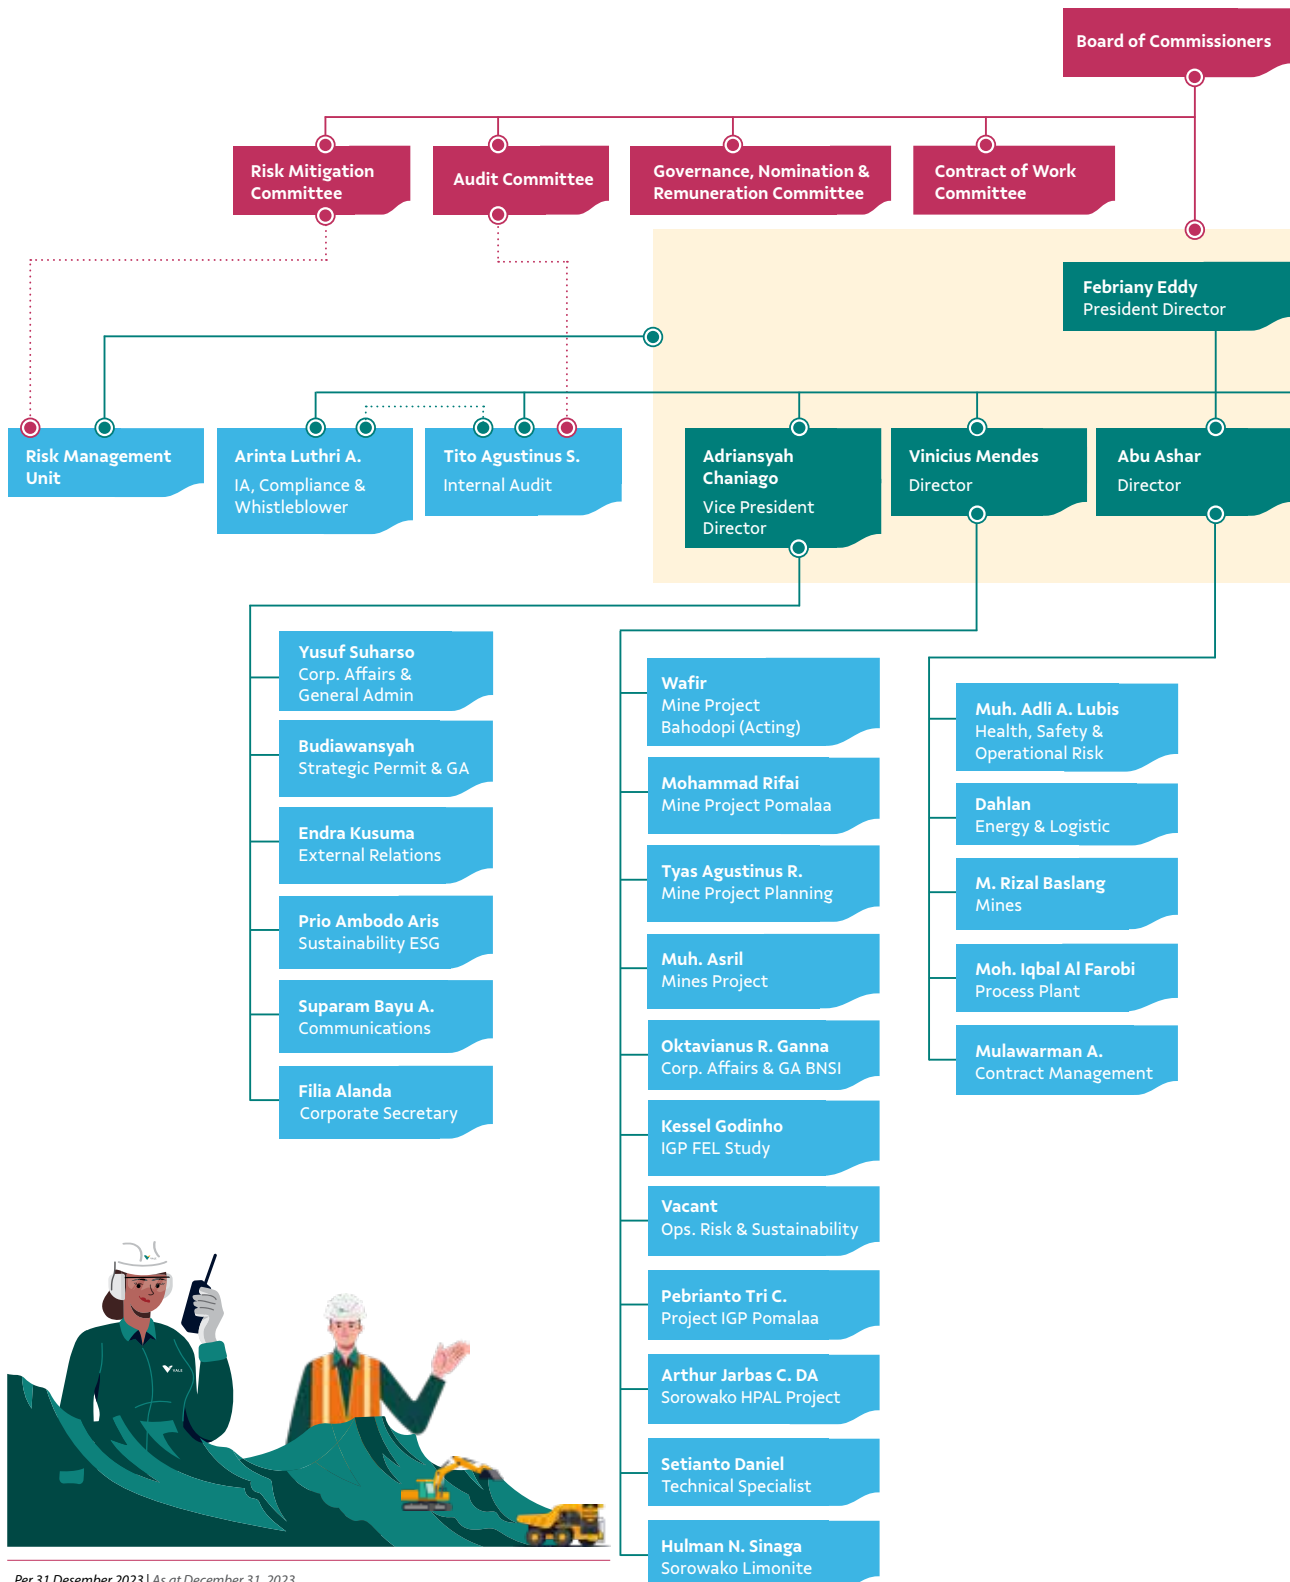 Board of Commissioners
Risk Mitigation
Committee
Audit Committee
Governance, Nomination &
Remuneration Committee
Contract of Work
Committee
Febriany Eddy
President Director
Risk Management
Unit
Arinta Luthri A.
IA, Compliance &
Whistleblower
Tito Agustinus S.
Internal Audit
Adriansyah
Chaniago
Vice President
Director
Vinicius Mendes
Director
Abu Ashar
Director
Yusuf Suharso
Corp. Affairs &
General Admin
Budiawansyah
Strategic Permit & GA
Endra Kusuma
External Relations
Prio Ambodo Aris
Sustainability ESG
Suparam Bayu A.
Communications
Filia Alanda
Corporate Secretary
Wafir
Mine Project
Bahodopi (Acting)
Mohammad Rifai
Mine Project Pomalaa
Tyas Agustinus R.
Mine Project Planning
Muh. Asril
Mines Project
Oktavianus R. Ganna
Corp. Affairs & GA BNSI
Kessel Godinho
IGP FEL Study
Vacant
Ops. Risk & Sustainability
Pebrianto Tri C.
Project IGP Pomalaa
Arthur Jarbas C. DA
Sorowako HPAL Project
Setianto Daniel
Technical Specialist
Hulman N. Sinaga
Sorowako Limonite
Muh. Adli A. Lubis
Health, Safety &
Operational Risk
Dahlan
Energy & Logistic
M. Rizal Baslang
Mines
Moh. Iqbal Al Farobi
Process Plant
Mulawarman A.
Contract Management
VALE
Per 31 Desember 2023 | As at December 31, 2023